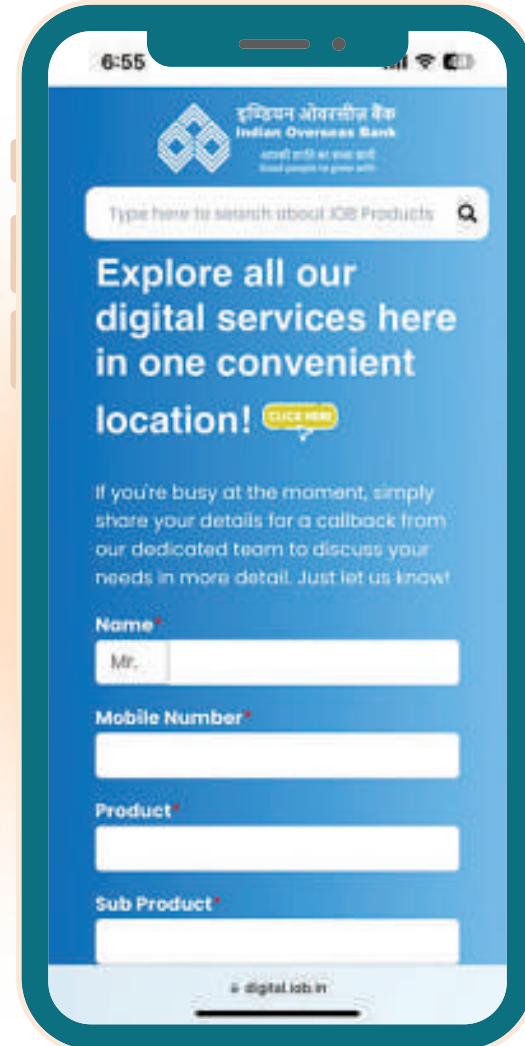 6:55
इण्डियन ओवरसीज़ बैंक
Indian Overseas Bank
आपकी प्रगति का सच्चा साथी
Good people to grow with
Type here to search about IOB Products
Explore all our
digital services here
in one convenient
location! CLICK HERE
If you're busy at the moment, simply
share your details for a callback from
our dedicated team to discuss your
needs in more detail. Just let us know!
Name*
Mr.
Mobile Number*
Product*
Sub Product*
digital.iob.in